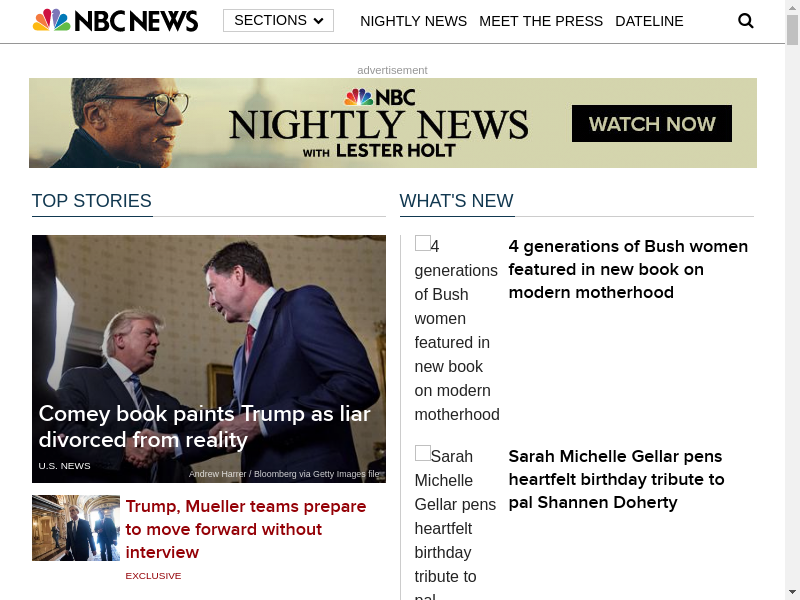 NBC NEWS
SECTIONS
NIGHTLY NEWS
MEET THE PRESS
DATELINE
advertisement
NBC
NIGHTLY NEWS
WITH LESTER HOLT
WATCH NOW
TOP STORIES
Comey book paints Trump as liar
divorced from reality
U.S. NEWS
Andrew Harrer / Bloomberg via Getty Images file
Trump, Mueller teams prepare
to move forward without
interview
EXCLUSIVE
WHAT'S NEW
4
generations
of Bush
women
featured in
new book
on modern
motherhood
4 generations of Bush women
featured in new book on
modern motherhood
Sarah
Michelle
Gellar pens
heartfelt
birthday
tribute to
pal
Sarah Michelle Gellar pens
heartfelt birthday tribute to
pal Shannen Doherty